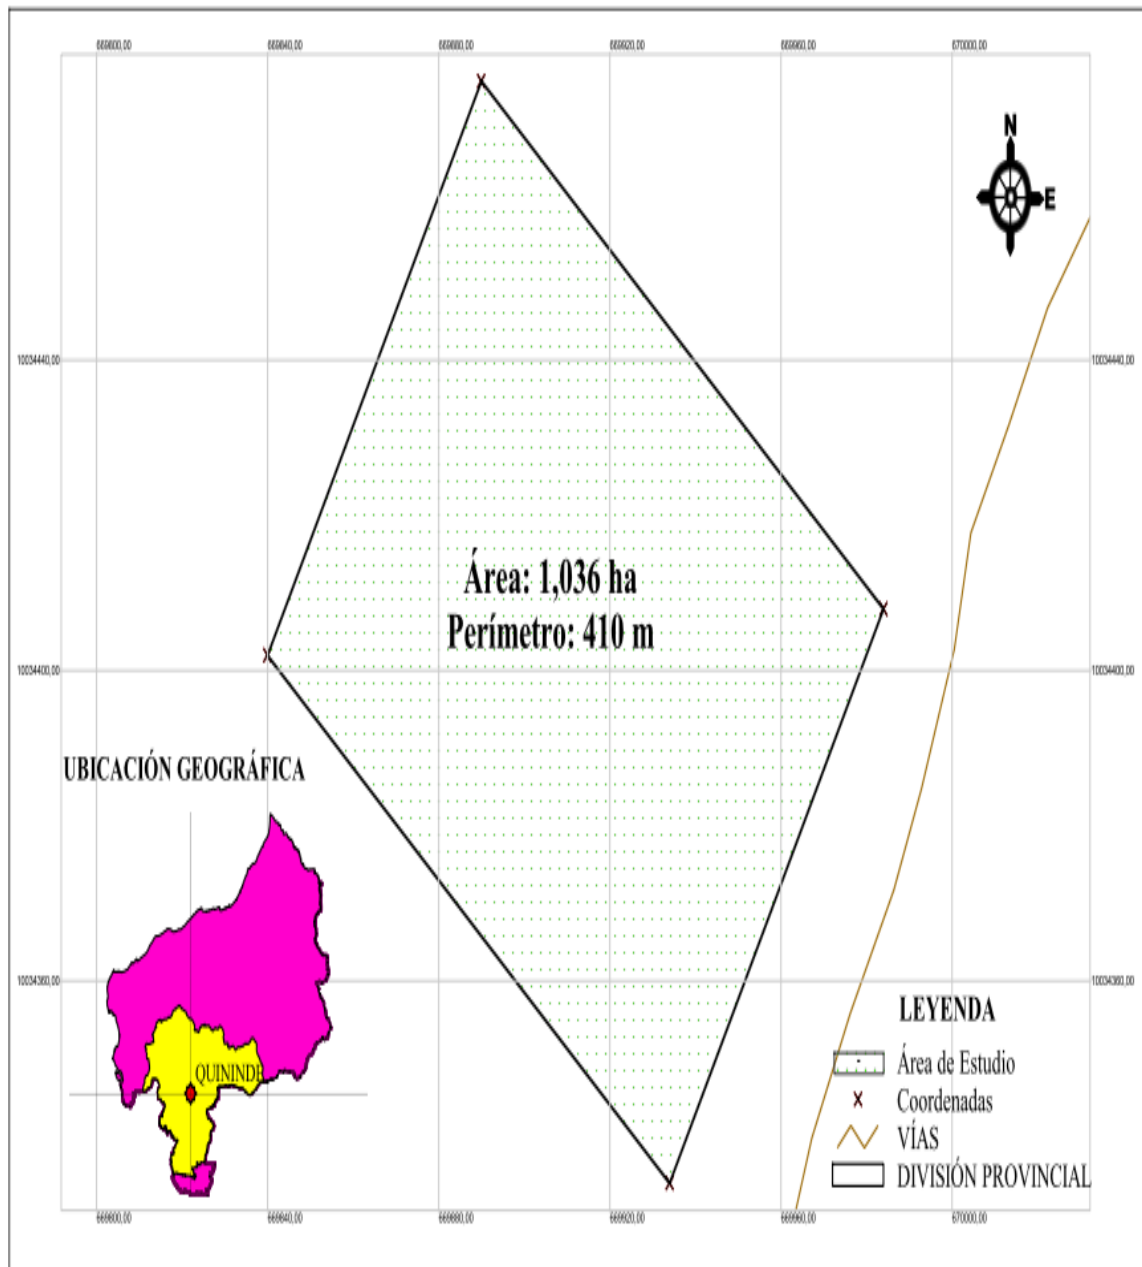 669800,00 669840,00 669880,00 669920,00 669960,00 670000,00
N
E
10034440,00 10034440,00
Área: 1,036 ha
Perímetro: 410 m
10034400,00 10034400,00
UBICACIÓN GEOGRÁFICA
QUININDE
10034360,00 10034360,00
LEYENDA
Área de Estudio
Coordenadas
VÍAS
DIVISIÓN PROVINCIAL
669800,00 669840,00 669880,00 669920,00 669960,00 670000,00